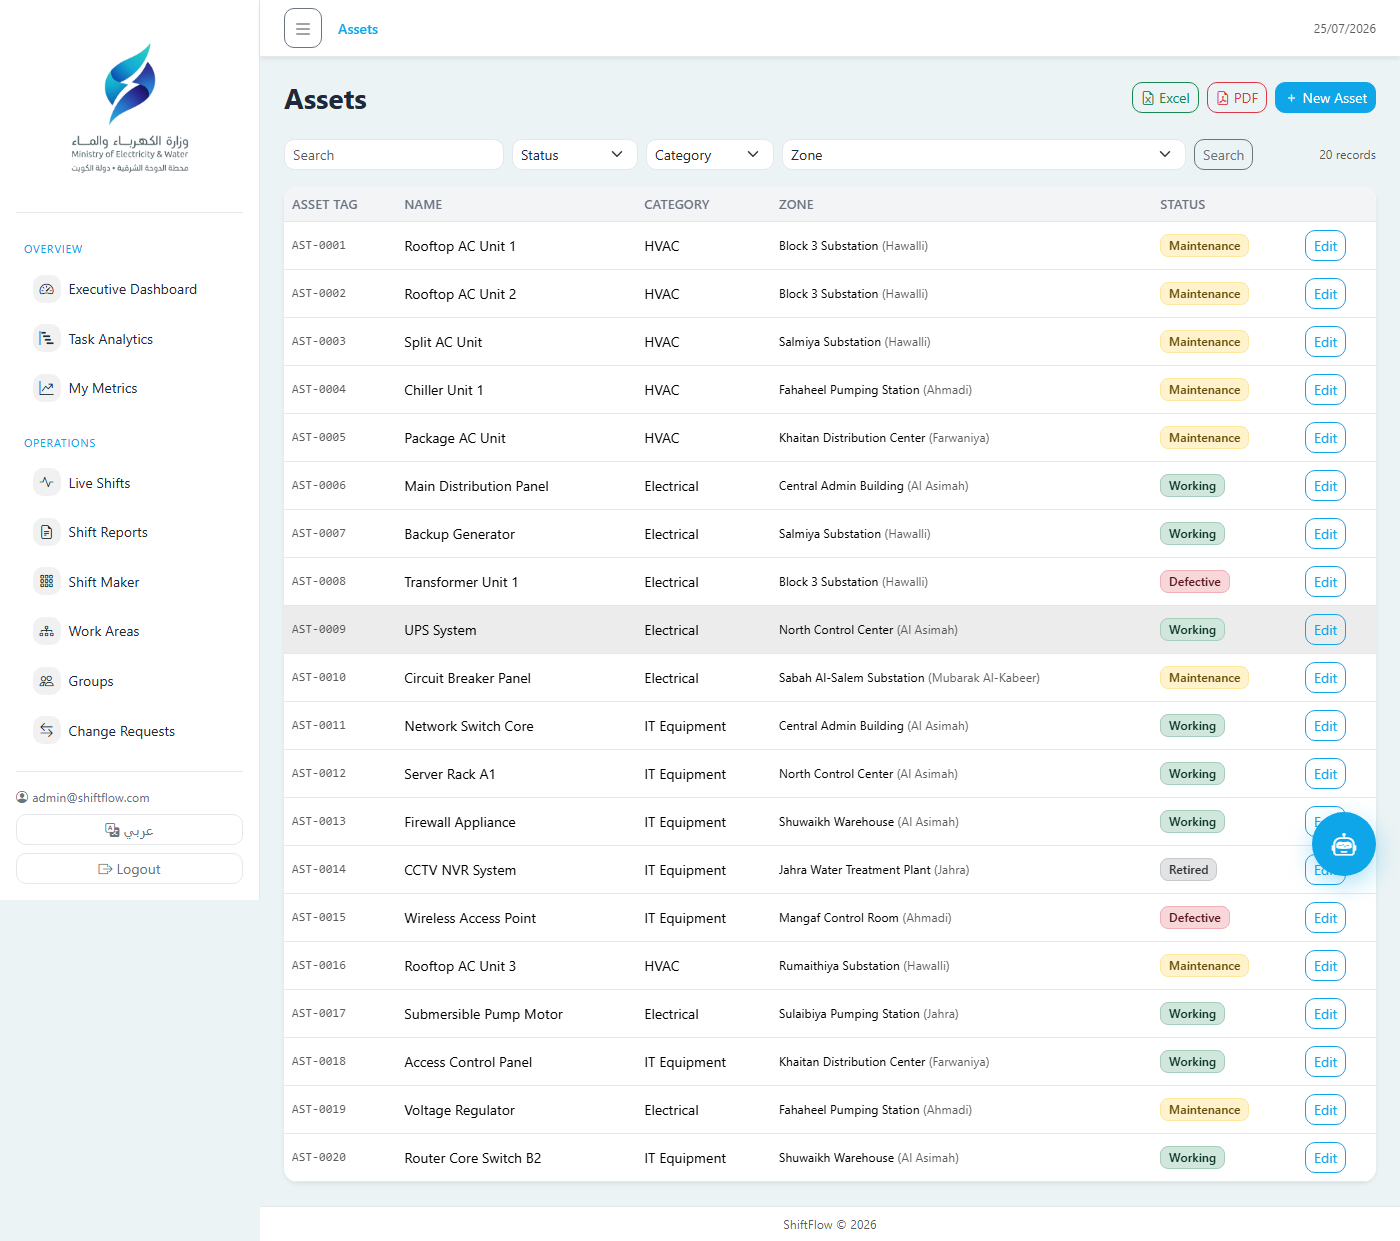 وزارة الكهرباء والماء
Ministry of Electricity & Water
محطة الدوحة الشرقية • دولة الكويت
OVERVIEW
Executive Dashboard
Task Analytics
My Metrics
OPERATIONS
Live Shifts
Shift Reports
Shift Maker
Work Areas
Groups
Change Requests
admin@shiftflow.com
عربي
Logout
Assets
25/07/2026
Assets
Excel
PDF
+ New Asset
Search
Status
Category
Zone
Search
20 records
ASSET TAG NAME CATEGORY ZONE STATUS
AST-0001 Rooftop AC Unit 1 HVAC Block 3 Substation (Hawalli) Maintenance Edit
AST-0002 Rooftop AC Unit 2 HVAC Block 3 Substation (Hawalli) Maintenance Edit
AST-0003 Split AC Unit HVAC Salmiya Substation (Hawalli) Maintenance Edit
AST-0004 Chiller Unit 1 HVAC Fahaheel Pumping Station (Ahmadi) Maintenance Edit
AST-0005 Package AC Unit HVAC Khaitan Distribution Center (Farwaniya) Maintenance Edit
AST-0006 Main Distribution Panel Electrical Central Admin Building (Al Asimah) Working Edit
AST-0007 Backup Generator Electrical Salmiya Substation (Hawalli) Working Edit
AST-0008 Transformer Unit 1 Electrical Block 3 Substation (Hawalli) Defective Edit
AST-0009 UPS System Electrical North Control Center (Al Asimah) Working Edit
AST-0010 Circuit Breaker Panel Electrical Sabah Al-Salem Substation (Mubarak Al-Kabeer) Maintenance Edit
AST-0011 Network Switch Core IT Equipment Central Admin Building (Al Asimah) Working Edit
AST-0012 Server Rack A1 IT Equipment North Control Center (Al Asimah) Working Edit
AST-0013 Firewall Appliance IT Equipment Shuwaikh Warehouse (Al Asimah) Working
AST-0014 CCTV NVR System IT Equipment Jahra Water Treatment Plant (Jahra) Retired
AST-0015 Wireless Access Point IT Equipment Mangaf Control Room (Ahmadi) Defective Edit
AST-0016 Rooftop AC Unit 3 HVAC Rumaithiya Substation (Hawalli) Maintenance Edit
AST-0017 Submersible Pump Motor Electrical Sulaibiya Pumping Station (Jahra) Working Edit
AST-0018 Access Control Panel IT Equipment Khaitan Distribution Center (Farwaniya) Working Edit
AST-0019 Voltage Regulator Electrical Fahaheel Pumping Station (Ahmadi) Maintenance Edit
AST-0020 Router Core Switch B2 IT Equipment Shuwaikh Warehouse (Al Asimah) Working Edit
ShiftFlow © 2026